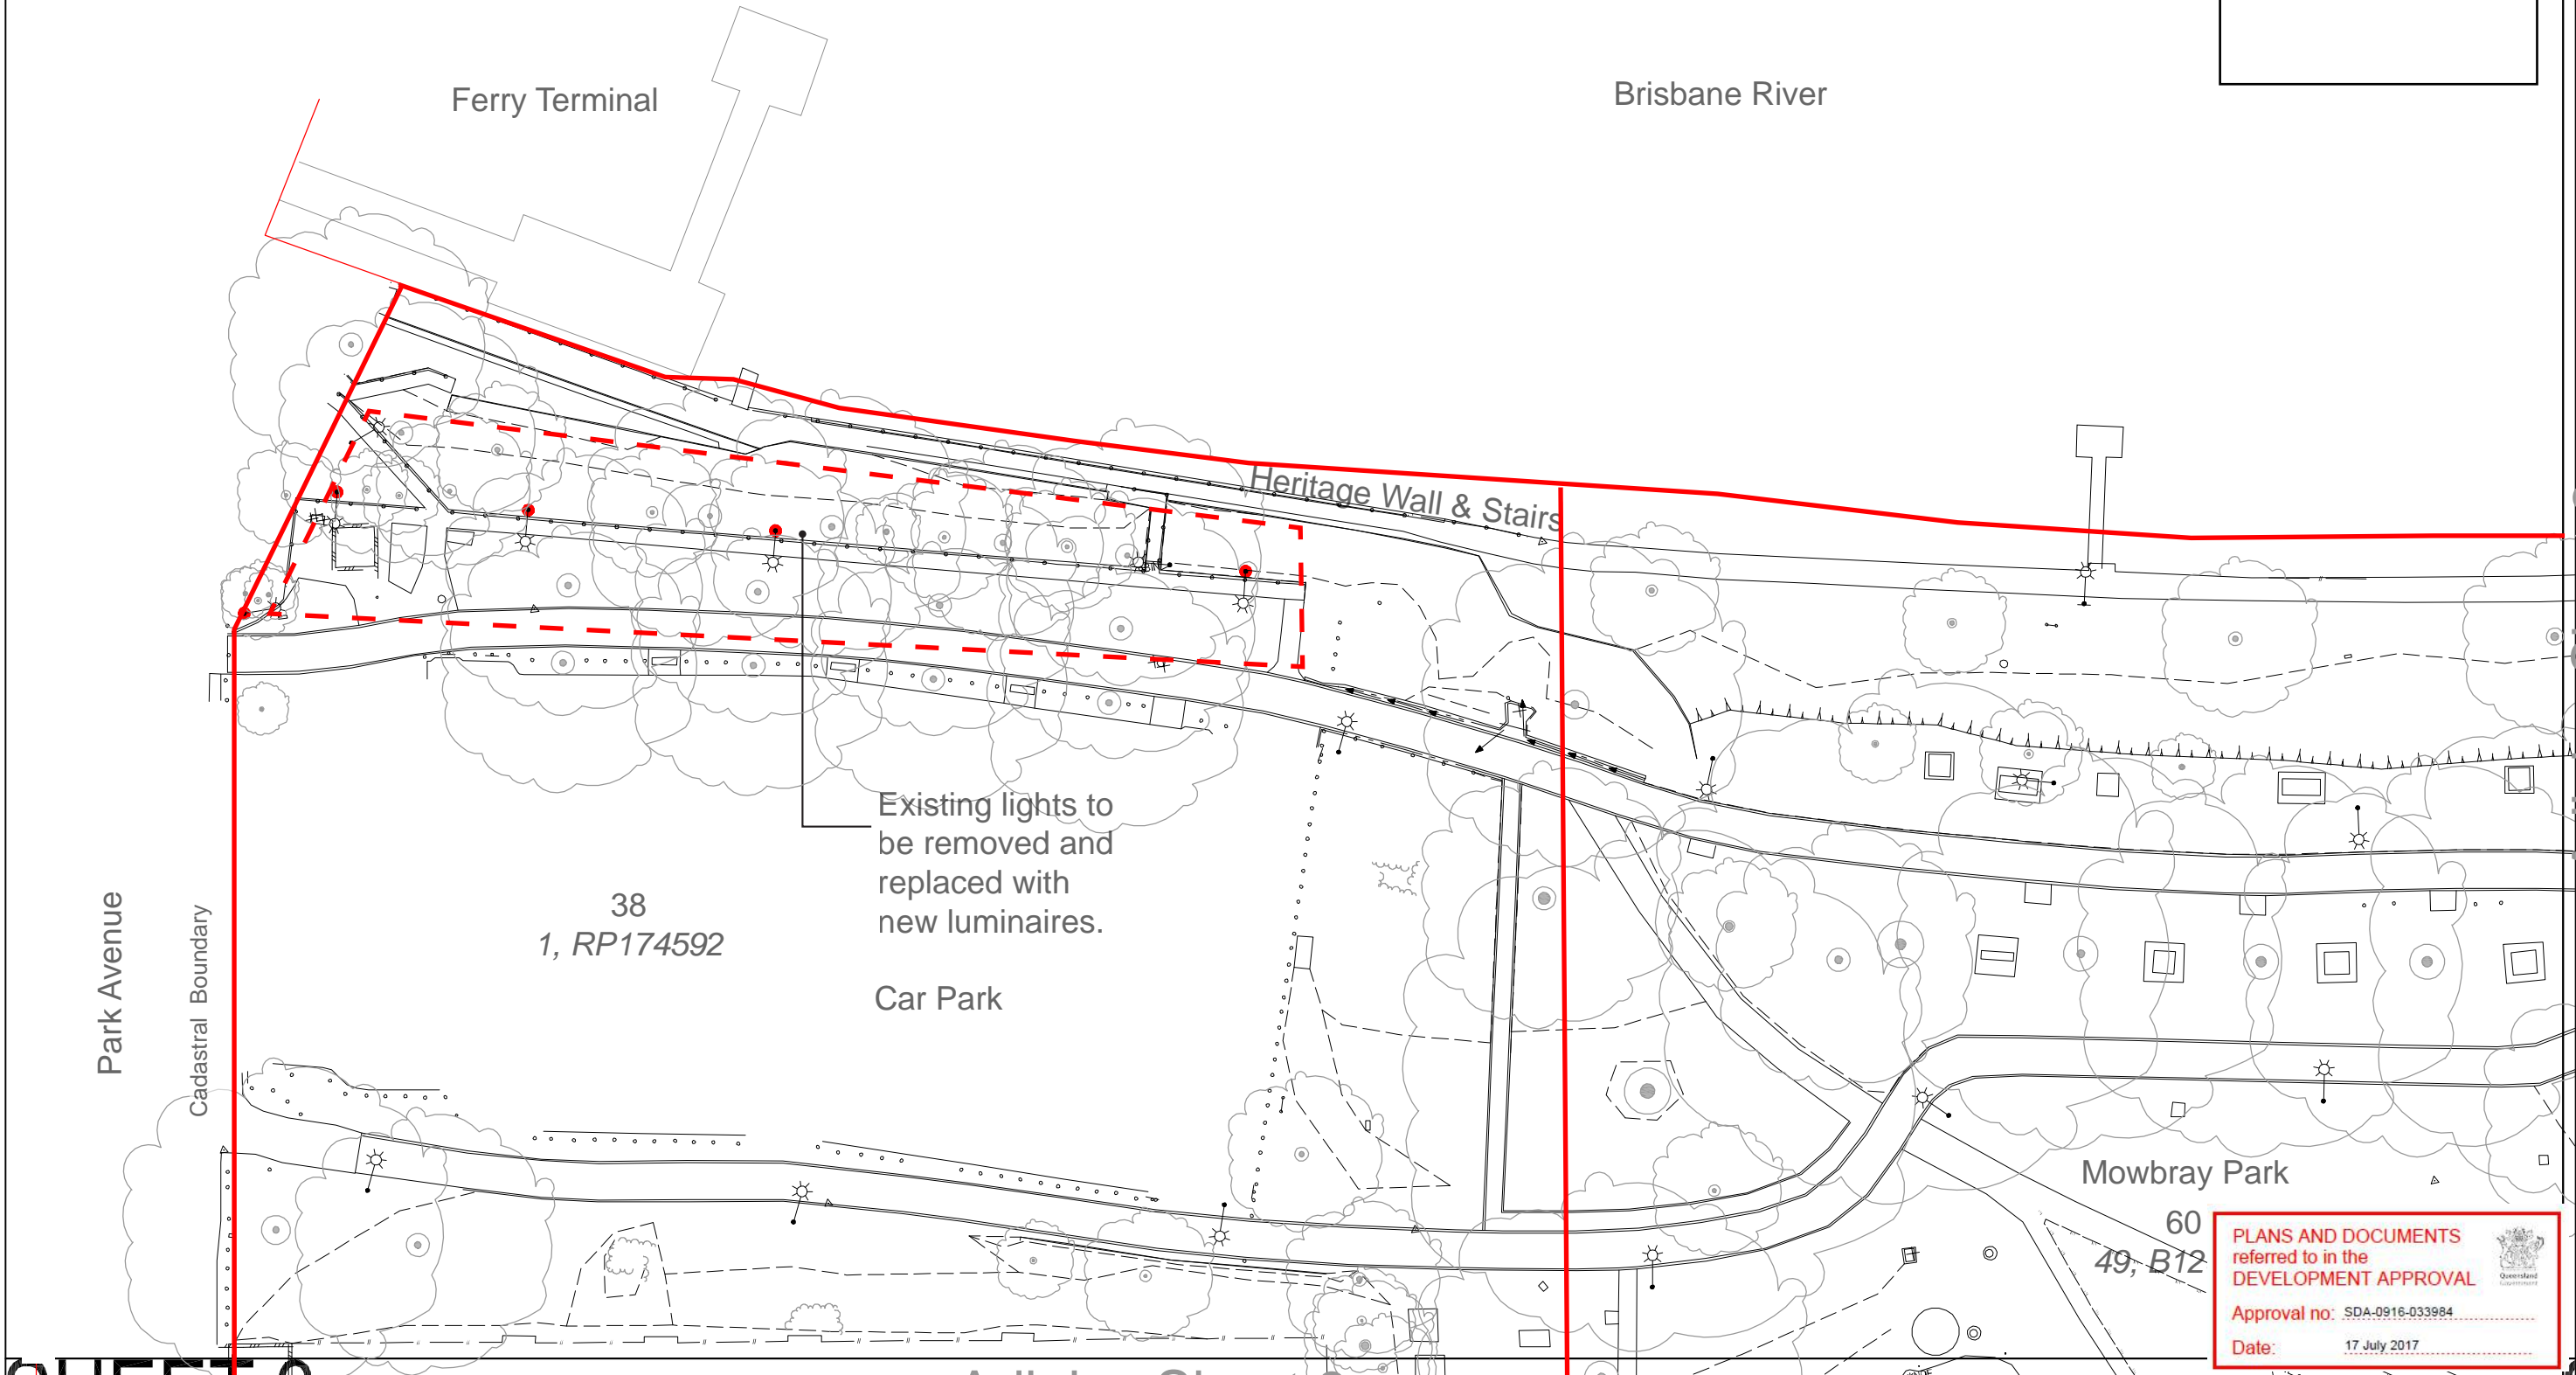 Ferry Terminal
Brisbane River
Heritage Wall & Stairs
Existing lights to
be removed and
replaced with
new luminaires.
38
1, RP174592
Car Park
Park Avenue
Cadastral Boundary
Mowbray Park
60
49, B12
PLANS AND DOCUMENTS
referred to in the
DEVELOPMENT APPROVAL
Queensland
Government
Approval no: SDA-0916-033984
Date: 17 July 2017